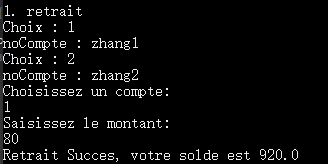 1. retrait
Choix : 1
noCompte : zhang1
Choix : 2
noCompte : zhang2
Choisissez un compte:
1
Saisissez le montant:
80
Retrait Succes, votre solde est 920.0